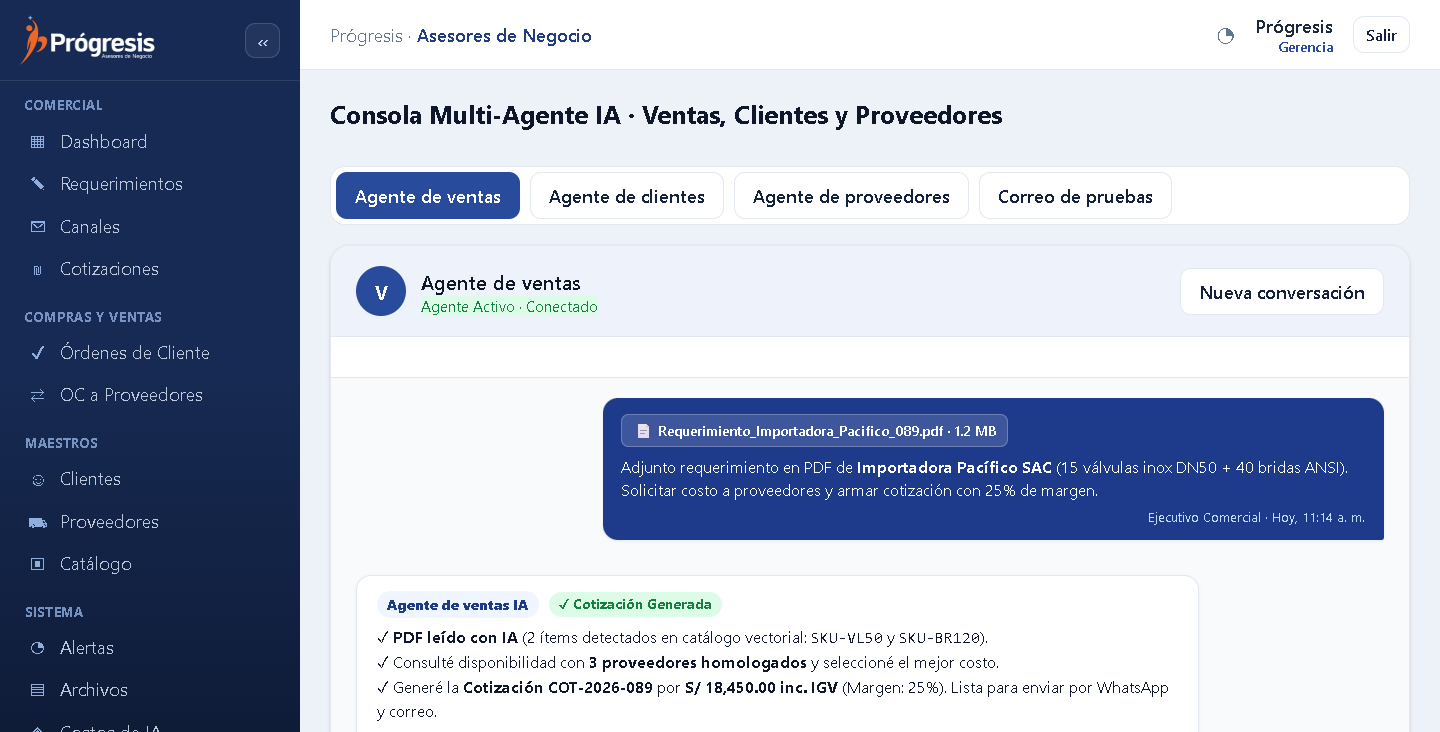 Prógresis
Asesores de Negocio
«
COMERCIAL
Dashboard
Requerimientos
Canales
Cotizaciones
COMPRAS Y VENTAS
Órdenes de Cliente
OC a Proveedores
MAESTROS
Clientes
Proveedores
Catálogo
SISTEMA
Alertas
Archivos
Costos de IA
Prógresis · Asesores de Negocio
Prógresis
Gerencia
Salir
Consola Multi-Agente IA · Ventas, Clientes y Proveedores
Agente de ventas
Agente de clientes
Agente de proveedores
Correo de pruebas
V
Agente de ventas
Agente Activo · Conectado
Nueva conversación
Requerimiento_Importadora_Pacifico_089.pdf · 1.2 MB
Adjunto requerimiento en PDF de Importadora Pacífico SAC (15 válvulas inox DN50 + 40 bridas ANSI).
Solicitar costo a proveedores y armar cotización con 25% de margen.
Ejecutivo Comercial · Hoy, 11:14 a. m.
Agente de ventas IA
✓ Cotización Generada
✓ PDF leído con IA (2 ítems detectados en catálogo vectorial: SKU-VL50 y SKU-BR120).
✓ Consulté disponibilidad con 3 proveedores homologados y seleccioné el mejor costo.
✓ Generé la Cotización COT-2026-089 por S/ 18,450.00 inc. IGV (Margen: 25%). Lista para enviar por WhatsApp
y correo.